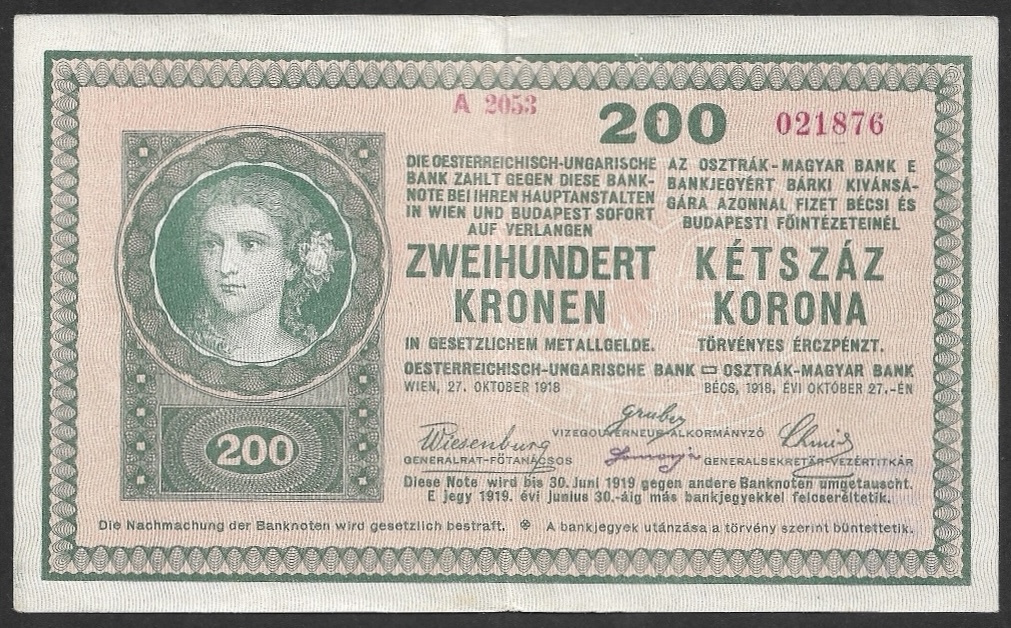 A 2053
200
021876
DIE OESTERREICHISCH-UNGARISCHE
BANK ZAHLT GEGEN DIESE BANK-
NOTE BEI IHREN HAUPTANSTALTEN
IN WIEN UND BUDAPEST SOFORT
AUF VERLANGEN
ZWEIHUNDERT
KRONEN
IN GESETZLICHEM METALLGELDE.
AZ OSZTRÁK-MAGYAR BANK E
BANKJEGYÉRT BÁRKI KIVÁNSÁ-
GÁRA AZONNAL FIZET BÉCSI ÉS
BUDAPESTI FŐINTÉZETEINÉL
KÉTSZÁZ
KORONA
TÖRVÉNYES ÉRCZPÉNZT.
OESTERREICHISCH-UNGARISCHE BANK OSZTRÁK-MAGYAR BANK
WIEN, 27. OKTOBER 1918
BÉCS, 1918. ÉVI OKTÓBER 27.-ÉN
Gruber
VIZEGOUVERNEUR-ALKORMÁNYZÓ
Wiesenburg
GENERALRAT-FŐTANÁCSOS
Schmid
GENERALSEKRETÄR-VEZÉRTITKÁR
200
Diese Note wird bis 30. Juni 1919 gegen andere Banknoten umgetauscht.
E jegy 1919. évi junius 30.-áig más bankjegyekkel felcseréltetik.
Die Nachmachung der Banknoten wird gesetzlich bestraft. A bankjegyek utánzása a törvény szerint büntettetik.